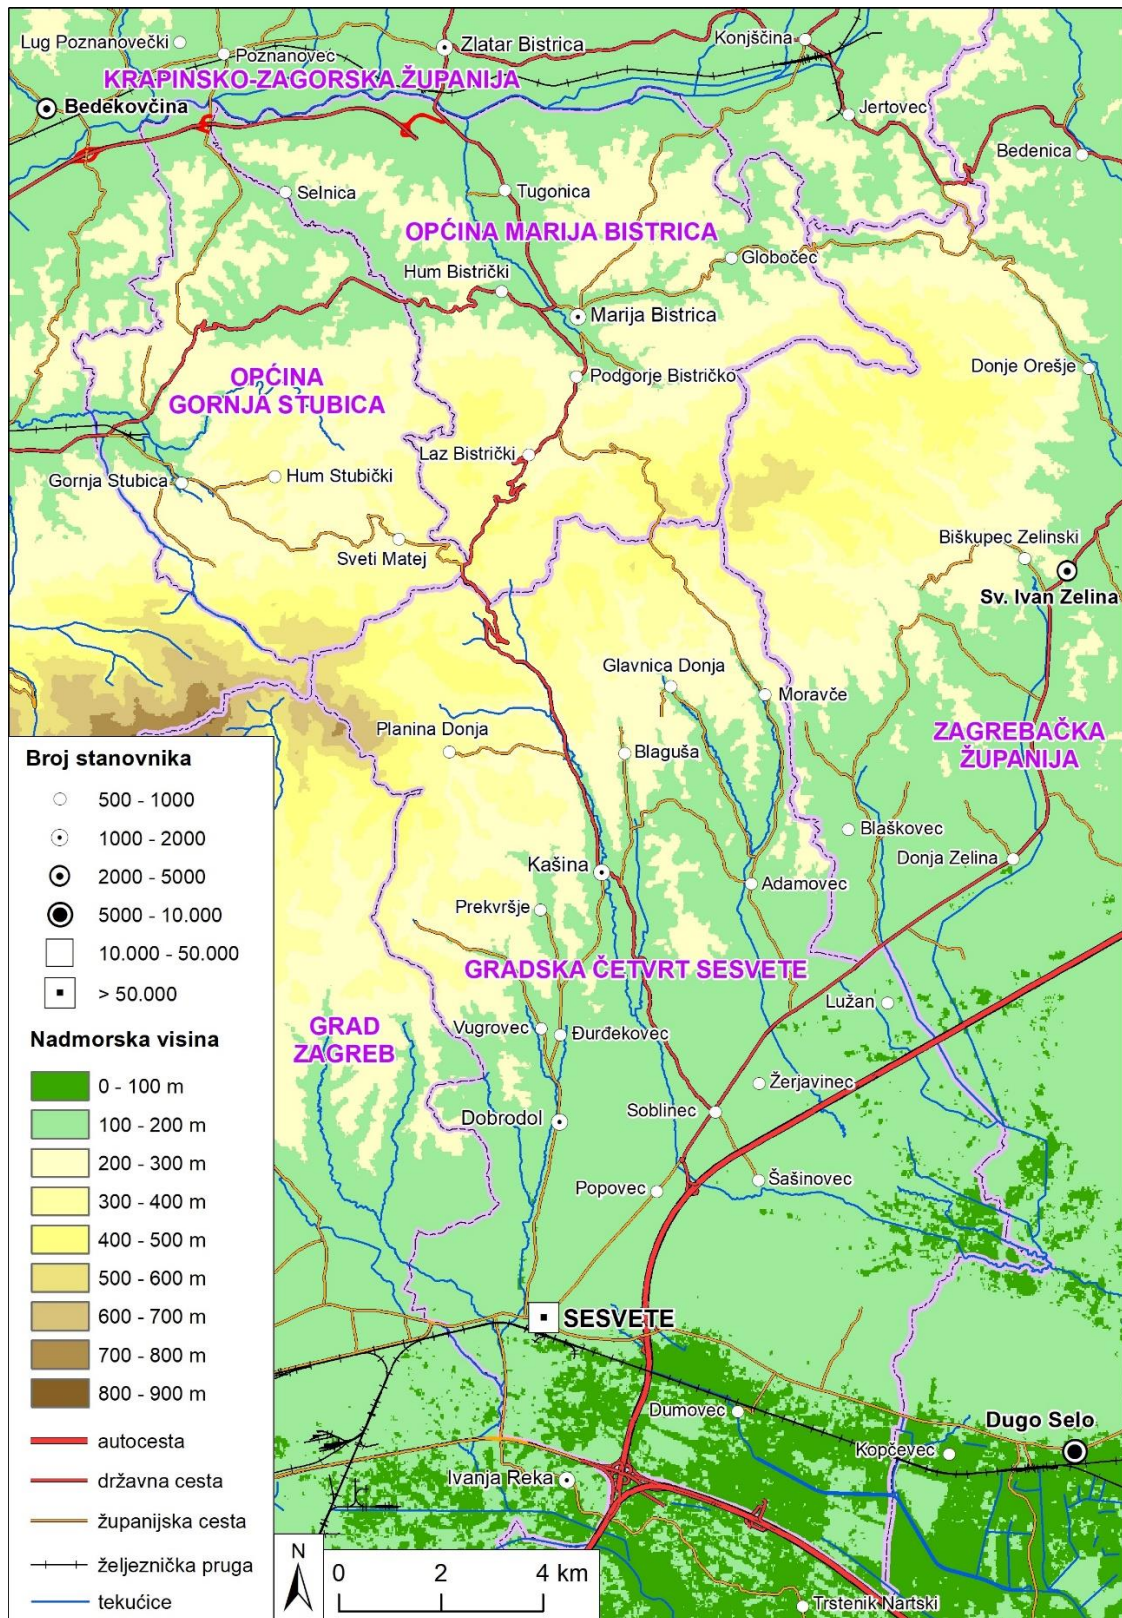 Lug Poznanovečki
Poznanovec
Zlatar Bistrica
Konjščina
KRAPINSKO-ZAGORSKA ŽUPANIJA
Bedekovčina
Jertovec
Bedenica
Selnica
Tugonica
OPĆINA MARIJA BISTRICA
Globočec
Hum Bistrički
Marija Bistrica
OPĆINA
GORNJA STUBICA
Podgorje Bistričko
Donje Orešje
Laz Bistrički
Gornja Stubica
Hum Stubički
Sveti Matej
Biškupec Zelinski
Sv. Ivan Zelina
Glavnica Donja
Moravče
Planina Donja
Blaguša
ZAGREBAČKA
ŽUPANIJA
Blaškovec
Donja Zelina
Kašina
Adamovec
Prekvršje
GRADSKA ČETVRT SESVETE
Lužan
GRAD
ZAGREB
Vugrovec
Đurđekovec
Žerjavinec
Soblinec
Dobrodol
Šašinovec
Popovec
SESVETE
Dumovec
Dugo Selo
Kopčevec
Ivanja Reka
Trstenik Nartski
Broj stanovnika
500 - 1000
1000 - 2000
2000 - 5000
5000 - 10.000
10.000 - 50.000
> 50.000
Nadmorska visina
0 - 100 m
100 - 200 m
200 - 300 m
300 - 400 m
400 - 500 m
500 - 600 m
600 - 700 m
700 - 800 m
800 - 900 m
autocesta
državna cesta
županijska cesta
željeznička pruga
tekućice
N
0 2 4 km